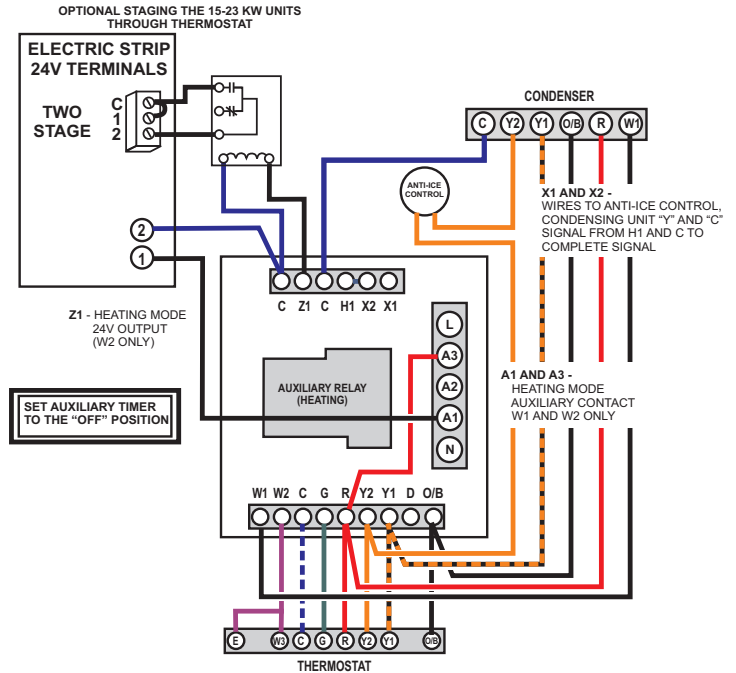 OPTIONAL STAGING THE 15-23 KW UNITS
THROUGH THERMOSTAT
ELECTRIC STRIP
24V TERMINALS
TWO
STAGE
C
1
2
2
1
CONDENSER
C Y2 Y1 O/B R W1
ANTI-ICE
CONTROL
X1 AND X2 -
WIRES TO ANTI-ICE CONTROL,
CONDENSING UNIT “Y” AND “C”
SIGNAL FROM H1 AND C TO
COMPLETE SIGNAL
C Z1 C H1 X2 X1
Z1 - HEATING MODE
24V OUTPUT
(W2 ONLY)
L
A3
A2
A1
N
A1 AND A3 -
HEATING MODE
AUXILIARY CONTACT
W1 AND W2 ONLY
AUXILIARY RELAY
(HEATING)
SET AUXILIARY TIMER
TO THE “OFF” POSITION
W1 W2 C G R Y2 Y1 D O/B
E W3 C G R Y2 Y1 O/B
THERMOSTAT